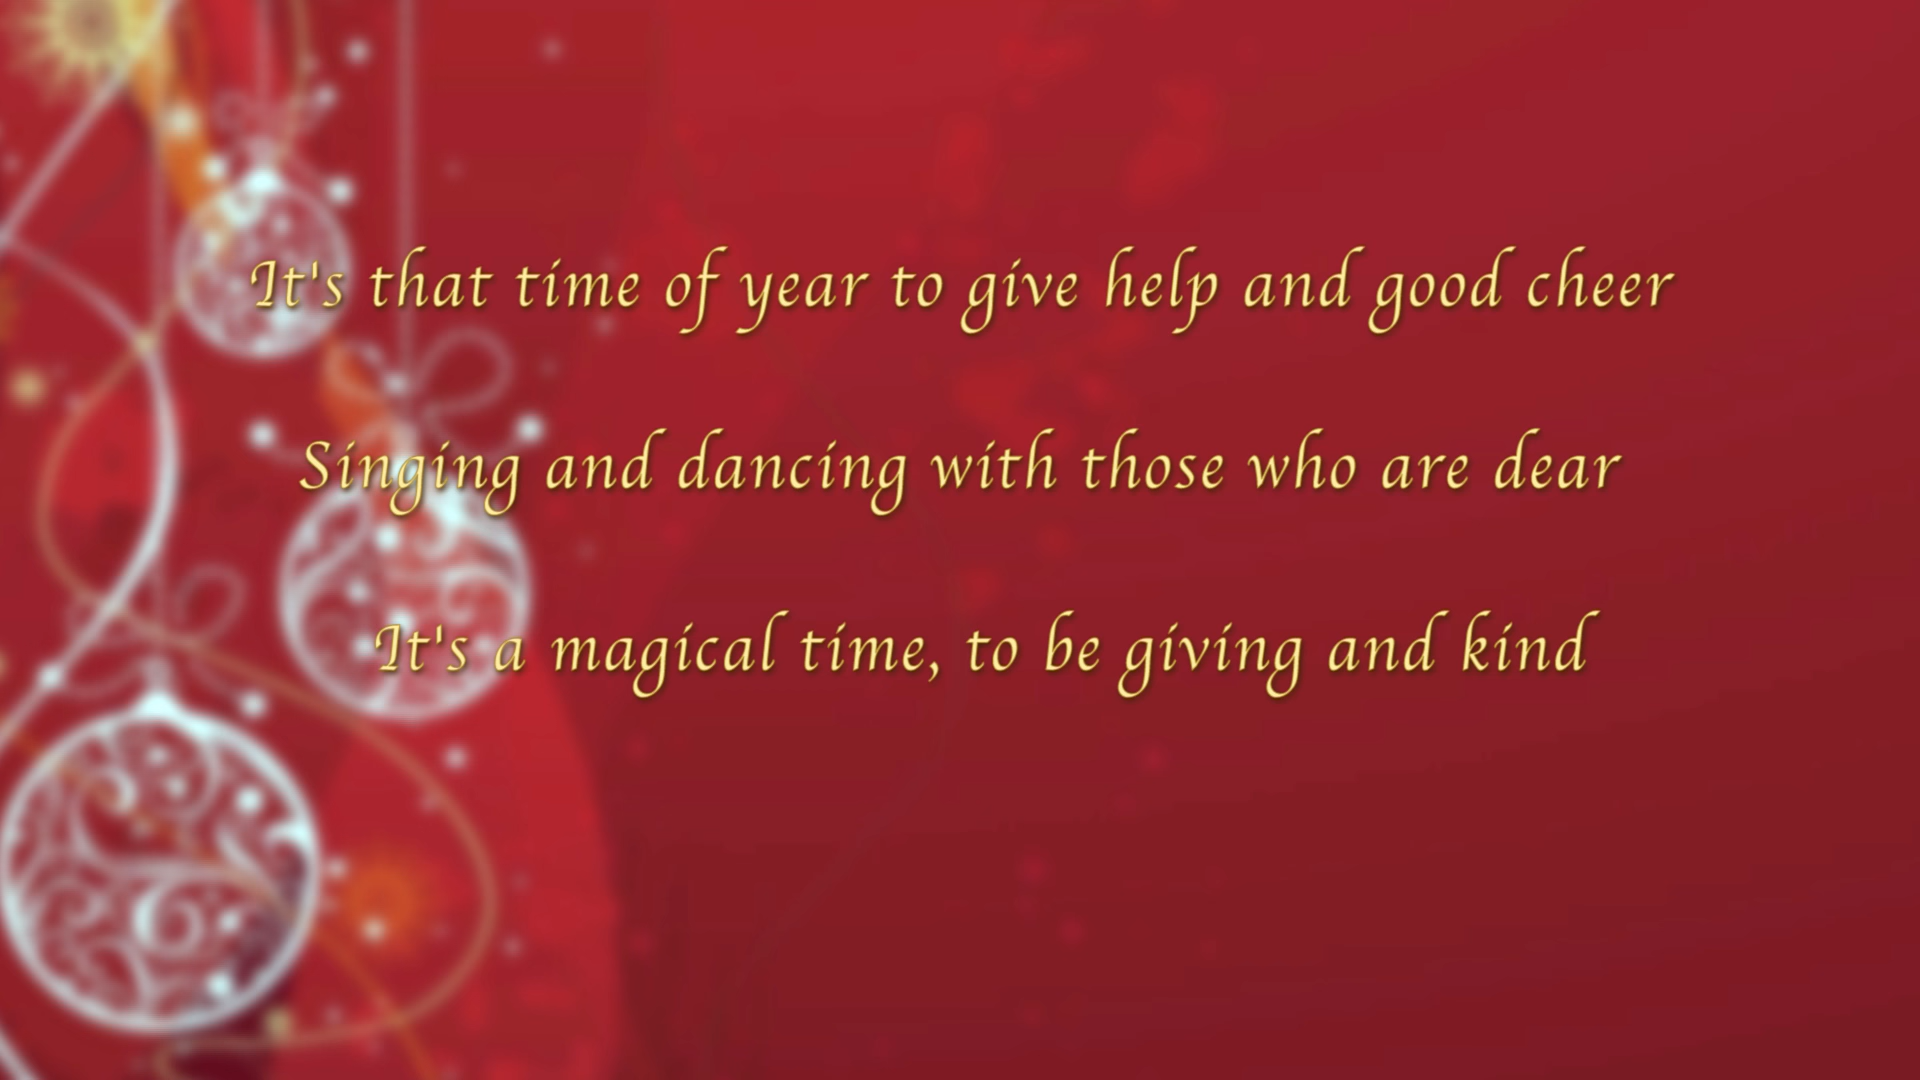 It's that time of year to give help and good cheer
Singing and dancing with those who are dear
It's a magical time, to be giving and kind